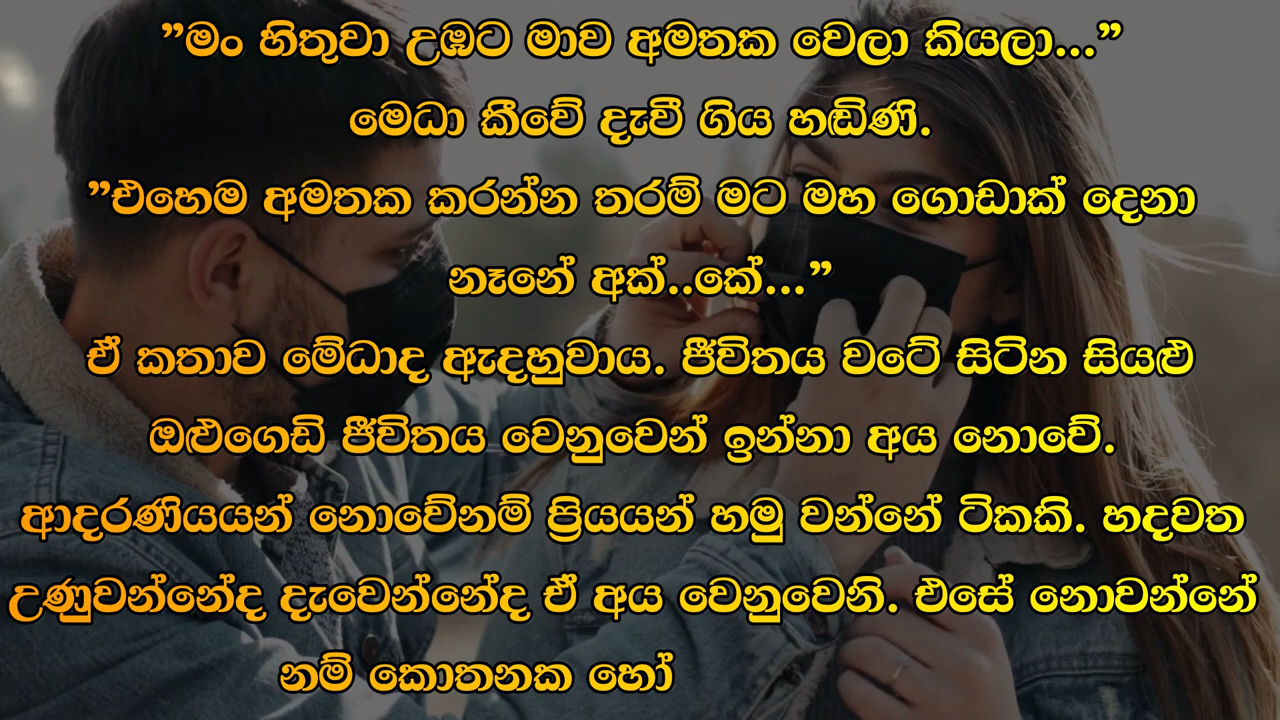 ”මං හිතුවා උඹට මාව අමතක වෙලා කියලා...”
මෙධා කීවේ දැවී ගිය හඬිණි.
”එහෙම අමතක කරන්න තරම් මට මහ ගොඩාක් දෙනා
නෑනේ අක්..කේ...”
ඒ කතාව මේධාද ඇදහුවාය. ජීවිතය වටේ සිටින සියළු
ඔළුගෙඩි ජීවිතය වෙනුවෙන් ඉන්නා අය නොවේ.
ආදරණියයන් නොවේනම් ප්‍රියයන් හමු වන්නේ ටිකකි. හදවත
උණුවන්නේද දැවෙන්නේද ඒ අය වෙනුවෙනි. එසේ නොවන්නේ
නම් කොතනක හෝ